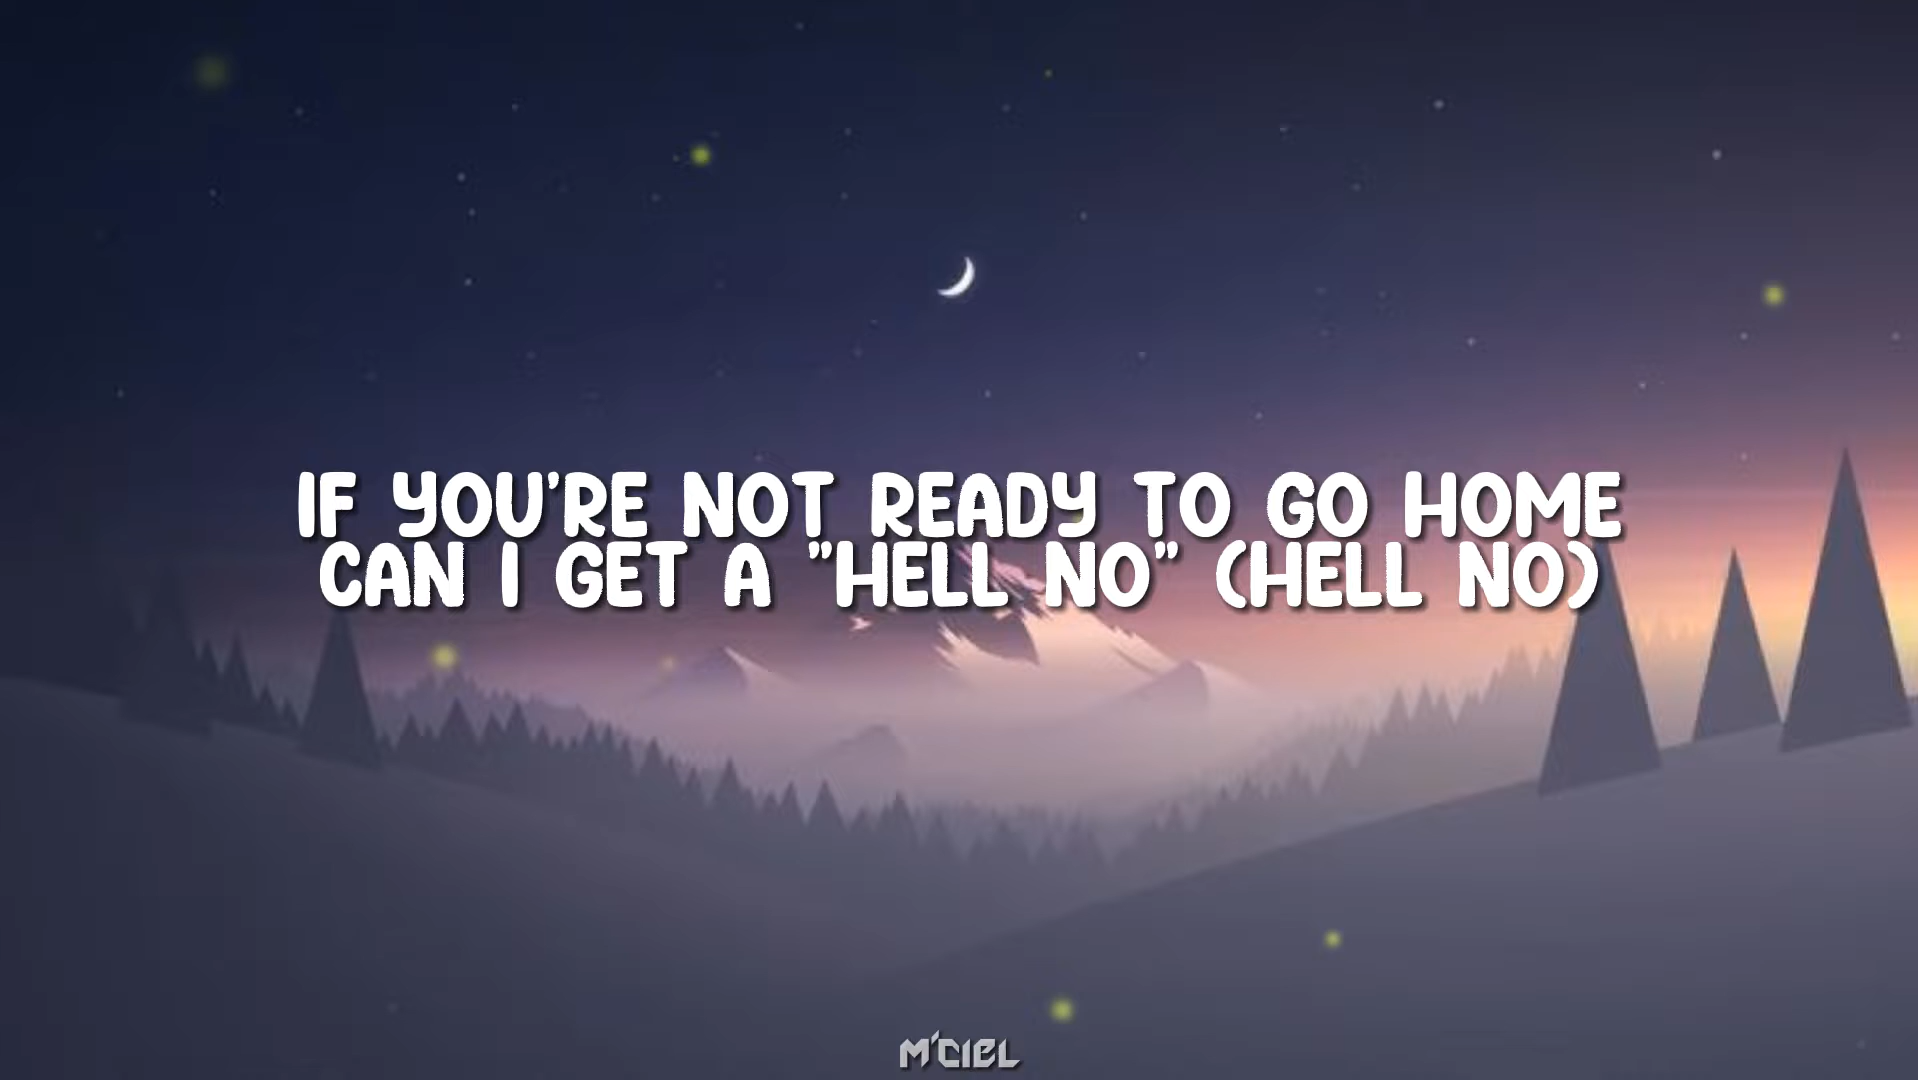 IF YOU'RE NOT READY TO GO HOME
CAN I GET A "HELL NO" (HELL NO)
M'CIEL